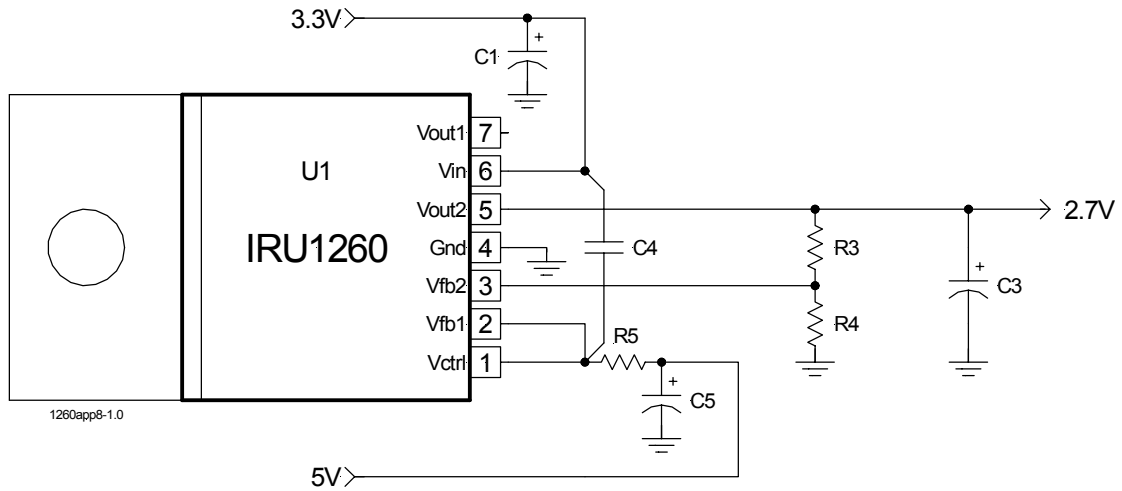 3.3V
+
C1
Vout1 7
U1
Vin 6
Vout2 5
2.7V
IRU1260
Gnd 4
C4
R3
+
C3
Vfb2 3
R4
Vfb1 2
R5
Vctrl 1
+
C5
1260app8-1.0
5V